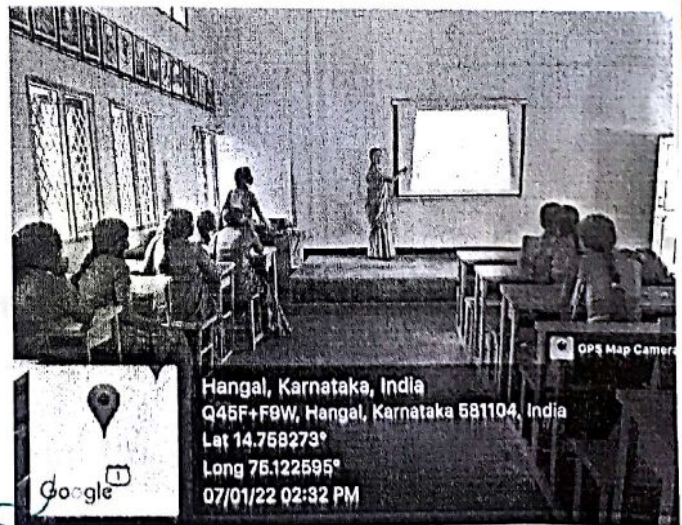 GPS Map Camera
Hangal, Karnataka, India
Q45F+F9W, Hangal, Karnataka 581104, India
Lat 14.758273°
Long 75.122595°
07/01/22 02:32 PM
Google
1